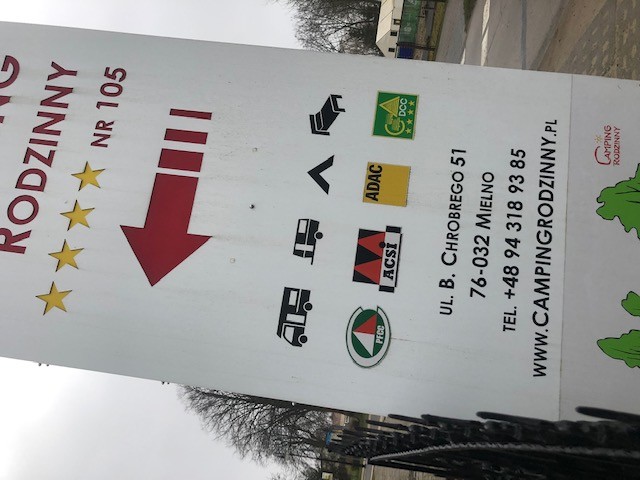 RODZINNY
NR 105
DCC
ADAC
ACSI
PFCC
UL. B. CHROBREGO 51
76-032 MIELNO
TEL. +48 94 318 93 85
WWW.CAMPINGRODZINNY.PL
CAMPING
RODZINNY